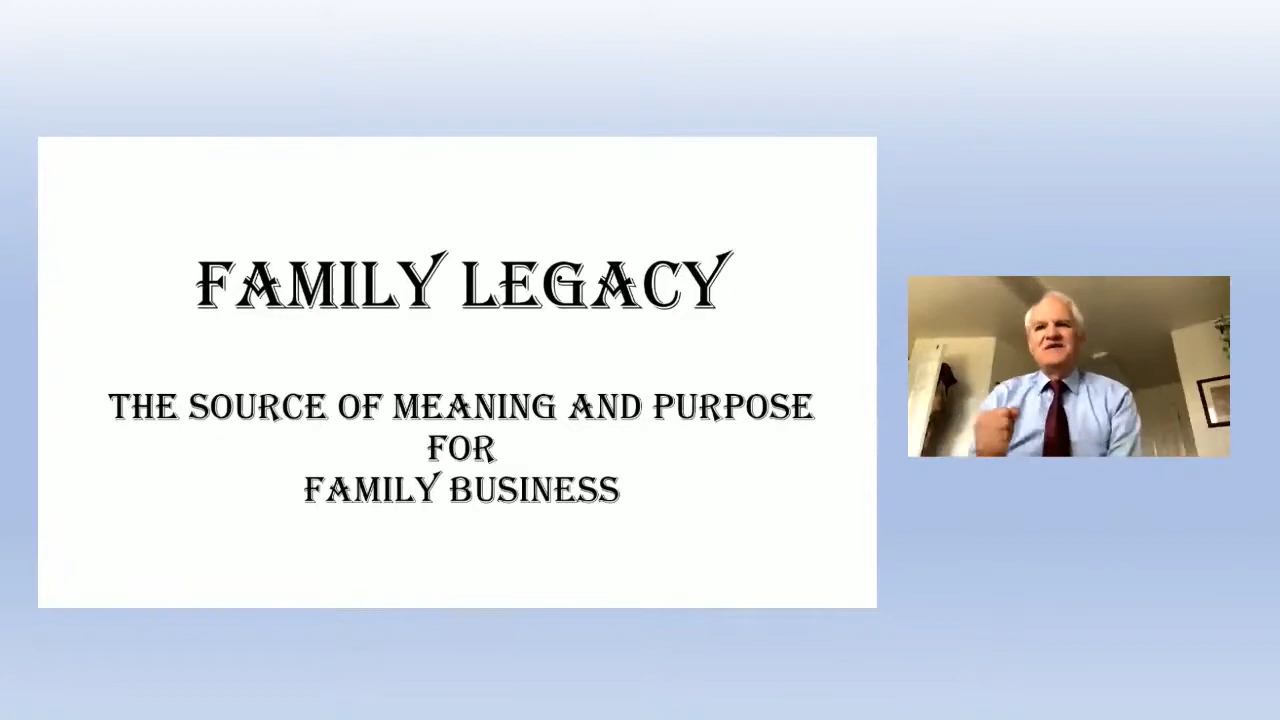 FAMILY LEGACY
THE SOURCE OF MEANING AND PURPOSE
FOR
FAMILY BUSINESS